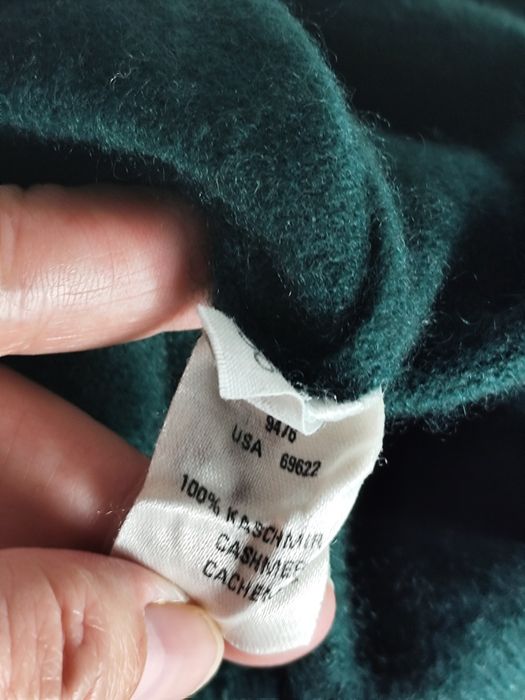 9476
USA 69622
100% KASCHMIR
CASHMERE